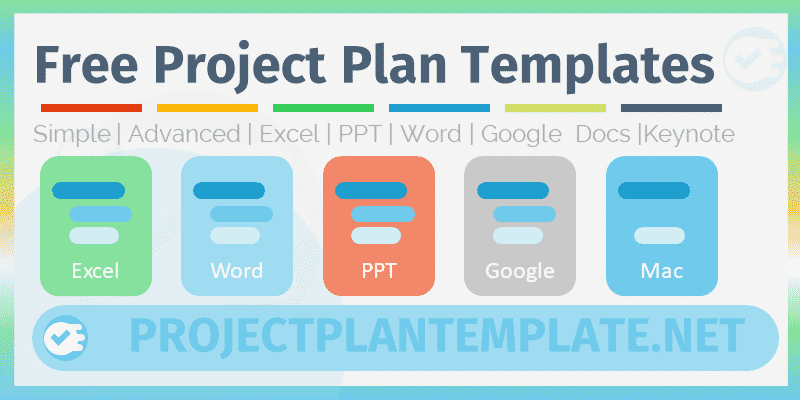 Free Project Plan Templates
Simple | Advanced | Excel | PPT | Word | Google Docs |Keynote
Excel
Word
PPT
Google
Mac
PROJECTPLANTEMPLATE.NET